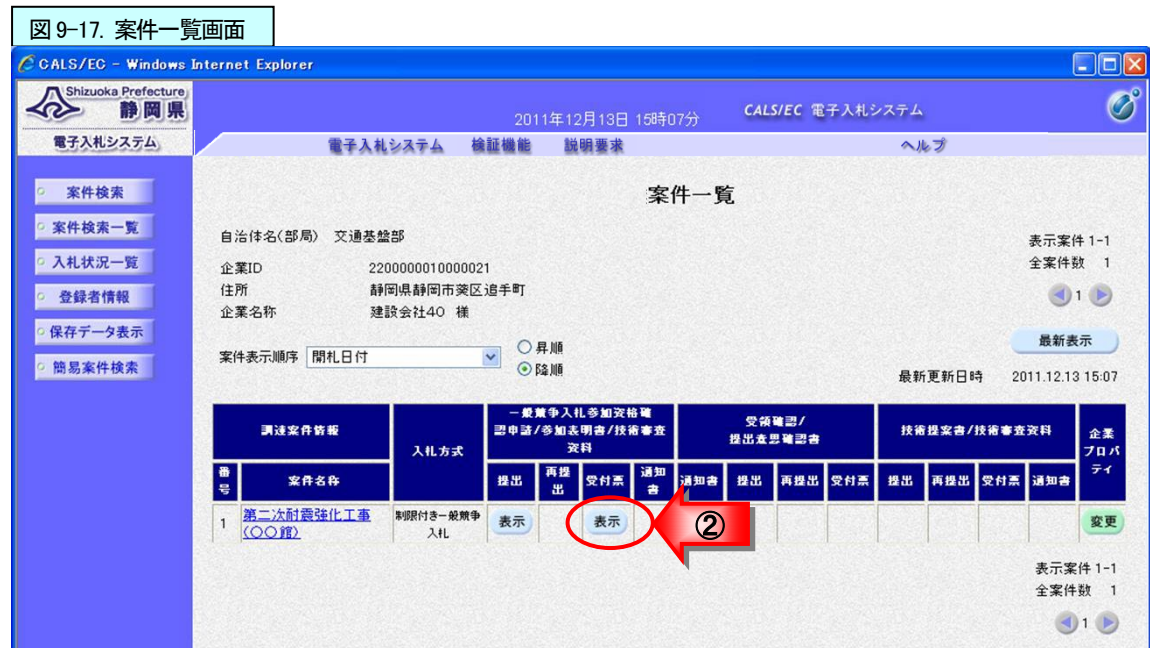 図 9-17. 案件一覧画面
CALS/EC - Windows Internet Explorer
Shizuoka Prefecture
静岡県
電子入札システム
2011年12月13日 15時07分
CALS/EC 電子入札システム
電子入札システム 検証機能 説明要求 ヘルプ
案件検索
案件検索一覧
入札状況一覧
登録者情報
保存データ表示
簡易案件検索
案件一覧
自治体名(部局) 交通基盤部
企業ID 2200000010000021
住所 静岡県静岡市葵区追手町
企業名称 建設会社40 様
表示案件 1-1
全案件数 1
1
案件表示順序 開札日付
昇順
降順
最新表示
最新更新日時 2011.12.13 15:07
調達案件情報
入札方式
一般競争入札参加資格確
認申請/参加表明書/技術審査
資料
受領確認/
提出意思確認書
技術提案書/技術審査資料
企業
プロパ
ティ
番号 案件名称 提出 再提出 受付票 通知書 通知書 提出 再提出 受付票 提出 再提出 受付票 通知書
1 第二次耐震強化工事 制限付き一般競争 表示 表示 ② 変更
(〇〇館) 入札
表示案件 1-1
全案件数 1
1